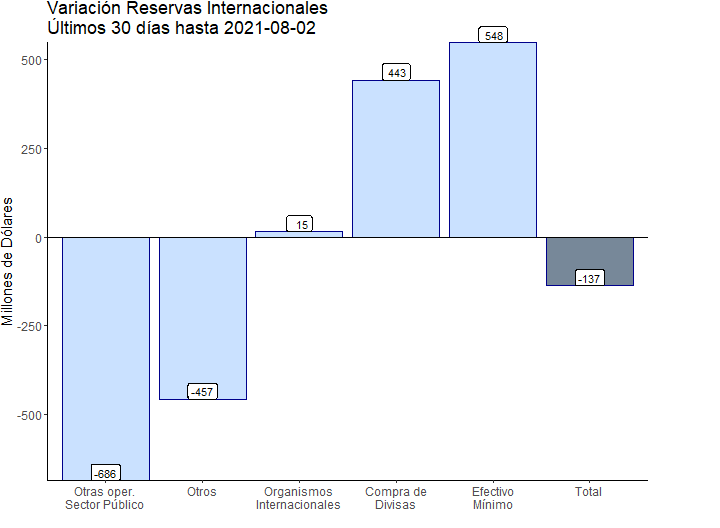 Variación Reservas Internacionales
Últimos 30 días hasta 2021-08-02
Millones de Dólares
500
250
0
-250
-500
-686
-457
15
443
548
-137
Otras oper.
Sector Público
Otros
Organismos
Internacionales
Compra de
Divisas
Efectivo
Mínimo
Total